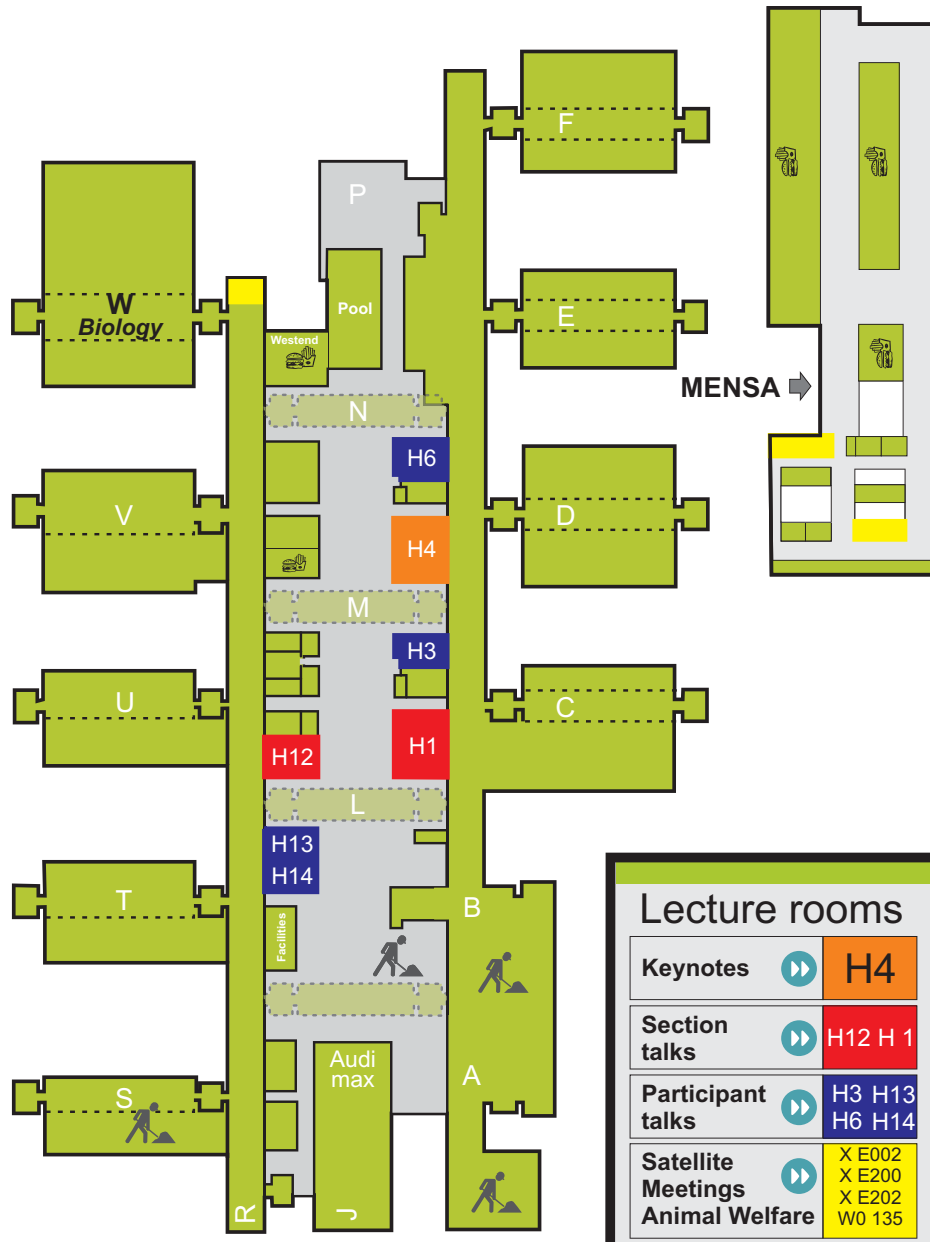 F
P
W
Biology
Pool
E
Westend
MENSA
N
H6
V
D
H4
M
H3
U
C
H12
H1
L
H13
H14
T
B
Facilities
Audi
max
A
S
R
J
Lecture rooms
Keynotes
H4
Section
talks
H12 H 1
Participant
talks
H3 H13
H6 H14
Satellite
Meetings
Animal Welfare
X E002
X E200
X E202
W0 135